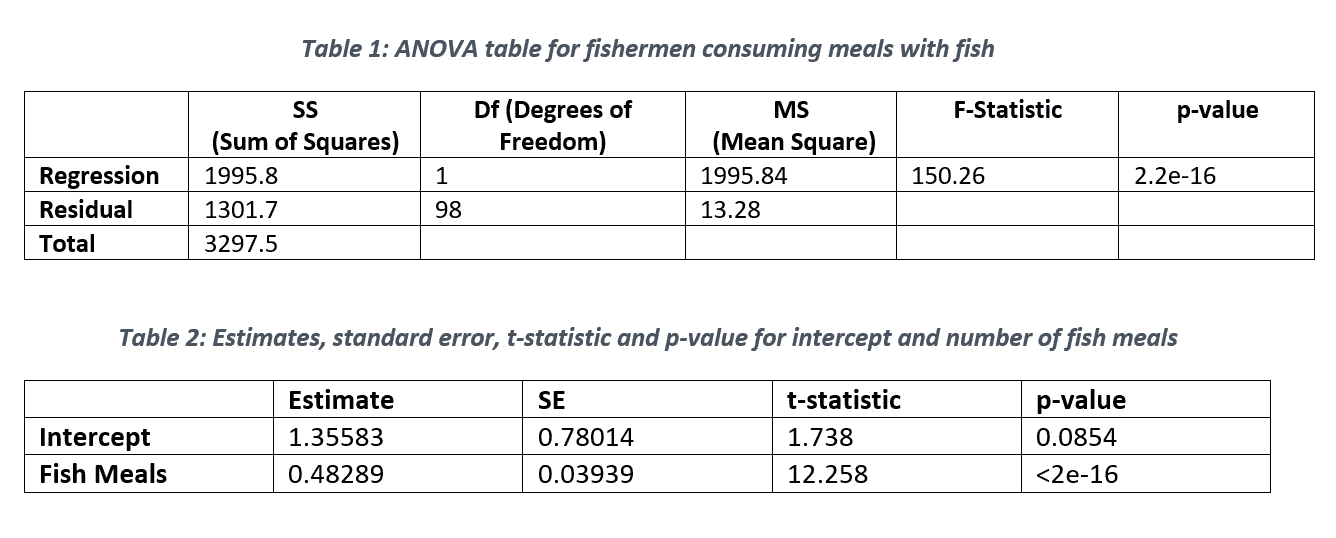 Table 1: ANOVA table for fishermen consuming meals with fish
SS (Sum of Squares) Df (Degrees of Freedom) MS (Mean Square) F-Statistic p-value
Regression 1995.8 1 1995.84 150.26 2.2e-16
Residual 1301.7 98 13.28
Total 3297.5
Table 2: Estimates, standard error, t-statistic and p-value for intercept and number of fish meals
Estimate SE t-statistic p-value
Intercept 1.35583 0.78014 1.738 0.0854
Fish Meals 0.48289 0.03939 12.258 <2e-16